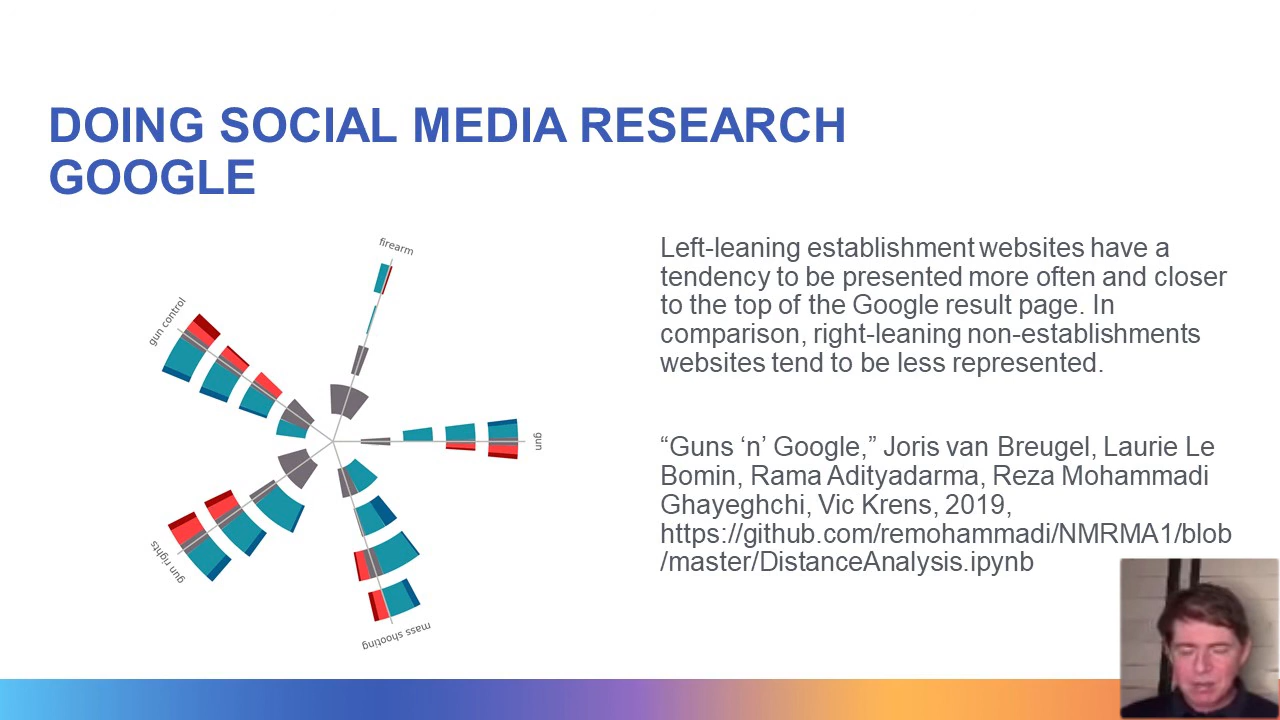 DOING SOCIAL MEDIA RESEARCH
GOOGLE
firearm
gun control
gun
gun rights
mass shooting
Left-leaning establishment websites have a
tendency to be presented more often and closer
to the top of the Google result page. In
comparison, right-leaning non-establishments
websites tend to be less represented.
“Guns ‘n’ Google,” Joris van Breugel, Laurie Le
Bomin, Rama Adityadarma, Reza Mohammadi
Ghayeghchi, Vic Krens, 2019,
https://github.com/remohammadi/NMRMA1/blob
/master/DistanceAnalysis.ipynb